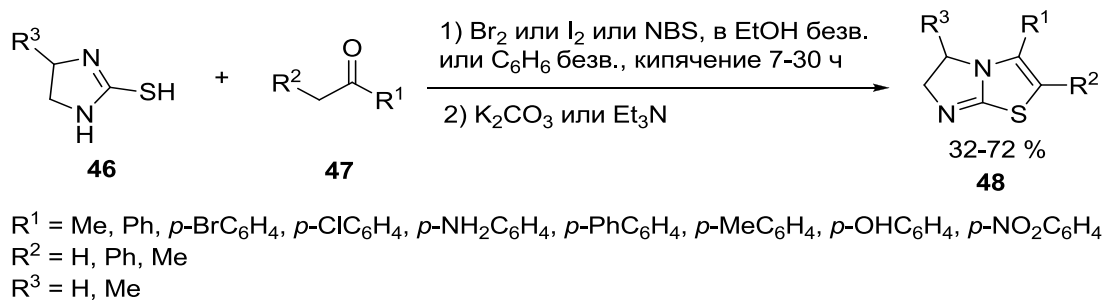 R³
N
SH
N
H
46
+
O
R²
R¹
47
1) Br₂ или I₂ или NBS, в EtOH безв.
или C₆H₆ безв., кипячение 7-30 ч
2) K₂CO₃ или Et₃N
R³
R¹
N
R²
N
S
32-72 %
48
R¹ = Me, Ph, p-BrC₆H₄, p-ClC₆H₄, p-NH₂C₆H₄, p-PhC₆H₄, p-MeC₆H₄, p-OHC₆H₄, p-NO₂C₆H₄
R² = H, Ph, Me
R³ = H, Me